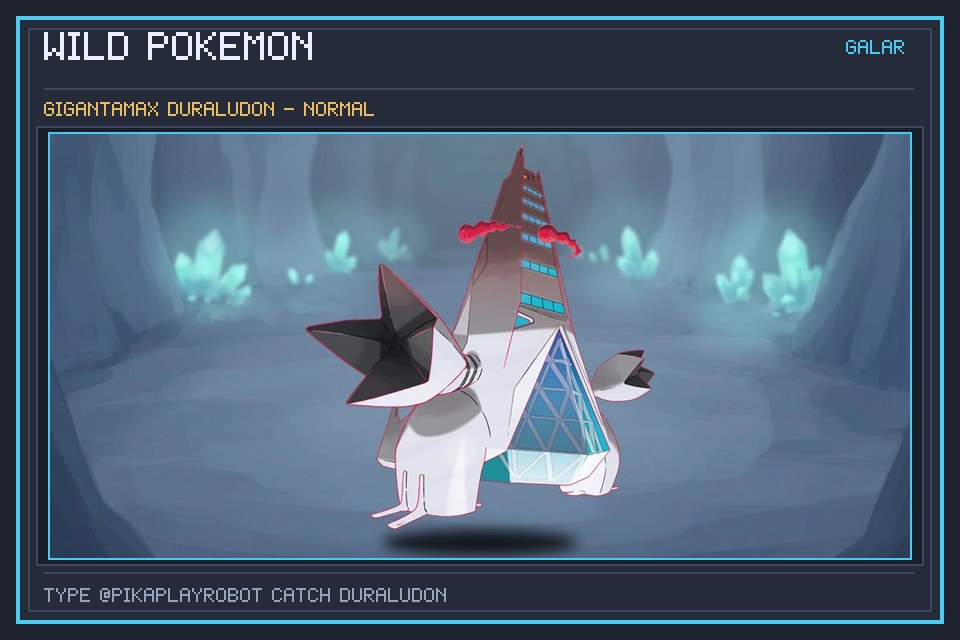 WILD POKEMON
GALAR
GIGANTAMAX DURALUDON - NORMAL
TYPE @PIKAPLAYROBOT CATCH DURALUDON